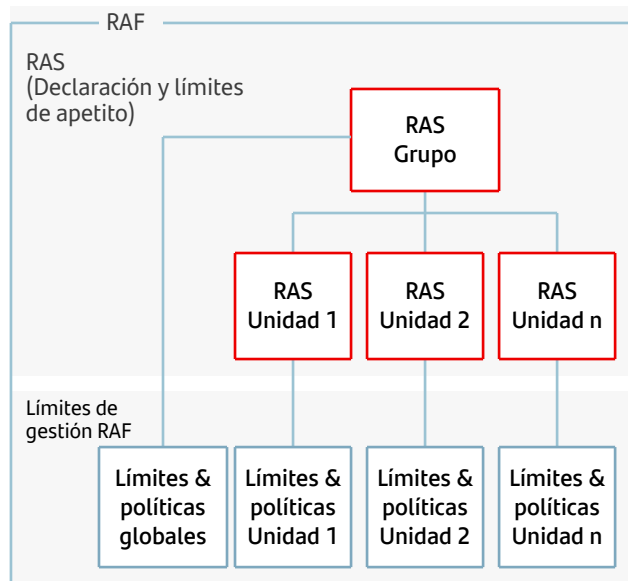 RAF
RAS
(Declaración y límites
de apetito)
RAS
Grupo
RAS
Unidad 1
RAS
Unidad 2
RAS
Unidad n
Límites de
gestión RAF
Límites &
políticas
globales
Límites &
políticas
Unidad 1
Límites &
políticas
Unidad 2
Límites &
políticas
Unidad n